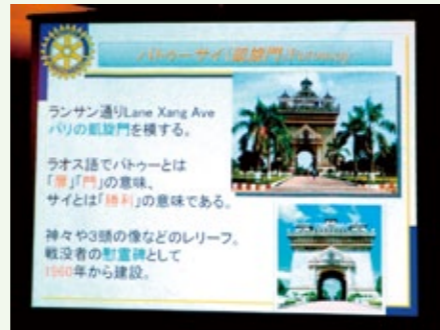 パトゥーサイ(凱旋門)Patuxay
ランサン通りLane Xang Ave
パリの凱旋門を模する。
ラオス語でパトゥーとは
「扉」「門」の意味、
サイとは「勝利」の意味である。
神々や3頭の像などのレリーフ。
戦没者の慰霊碑として
1960年から建設。